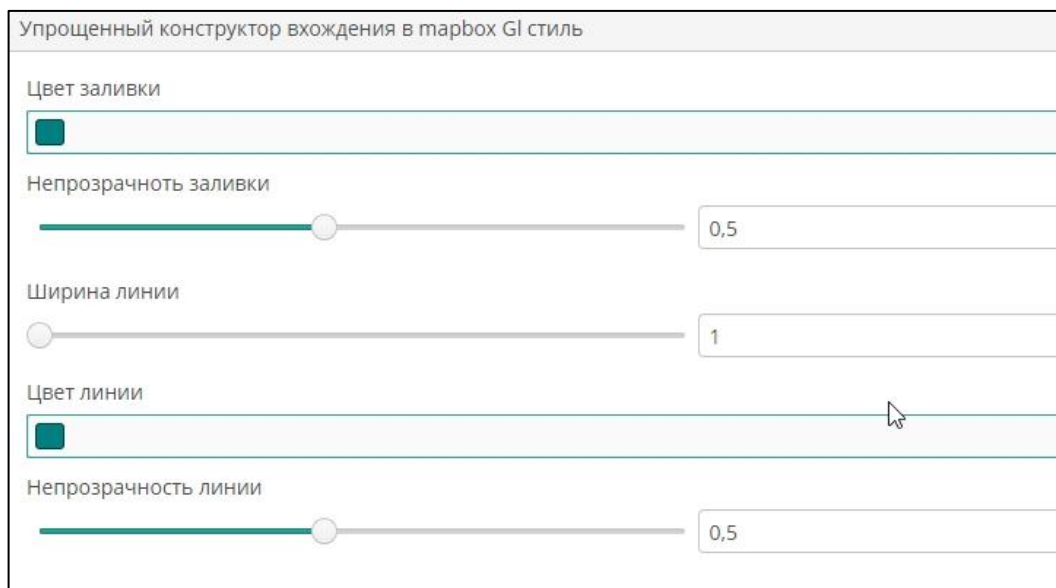 Упрощенный конструктор вхождения в mapbox Gl стиль
Цвет заливки
Непрозрачноть заливки
0,5
Ширина линии
1
Цвет линии
Непрозрачность линии
0,5